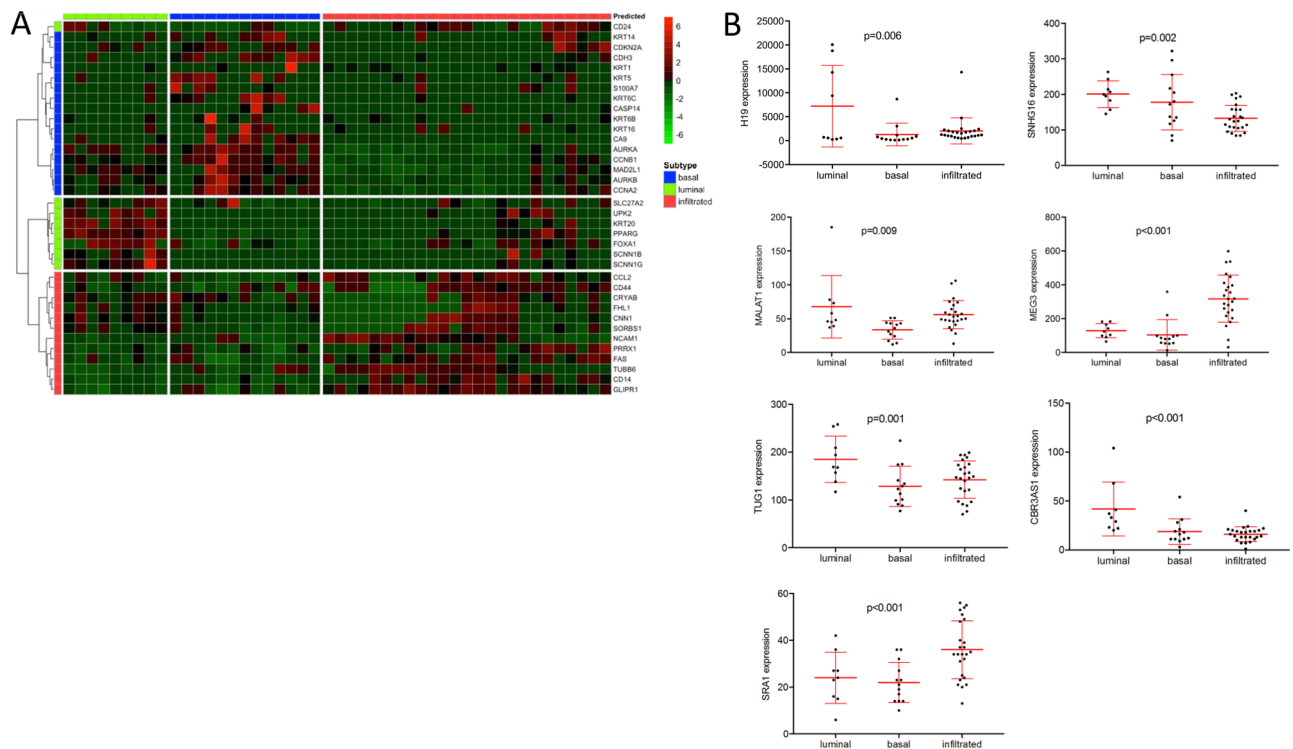 A
Predicted
CD24
KRT14
CDKN2A
CDH3
KRT1
KRT5
S100A7
KRT6C
CASP14
KRT6B
KRT16
CA9
AURKA
CCNB1
MAD2L1
AURKB
CCNA2
SLC27A2
UPK2
KRT20
PPARG
FOXA1
SCNN1B
SCNN1G
CCL2
CD44
CRYAB
FHL1
CNN1
SORBS1
NCAM1
PRRX1
FAS
TUBB6
CD14
GLIPR1
6
4
2
0
-2
-4
-6
Subtype
basal
luminal
infiltrated
B
H19 expression
25000
20000
15000
10000
5000
0
-5000
p=0.006
luminal basal infiltrated
SNHG16 expression
400
300
200
100
0
p=0.002
luminal basal infiltrated
MALAT1 expression
200
150
100
50
0
p=0.009
luminal basal infiltrated
MEG3 expression
800
600
400
200
0
p<0.001
luminal basal infiltrated
TUG1 expression
300
200
100
0
p=0.001
luminal basal infiltrated
CBR3AS1 expression
150
100
50
0
p<0.001
luminal basal infiltrated
SRA1 expression
60
40
20
0
p<0.001
luminal basal infiltrated